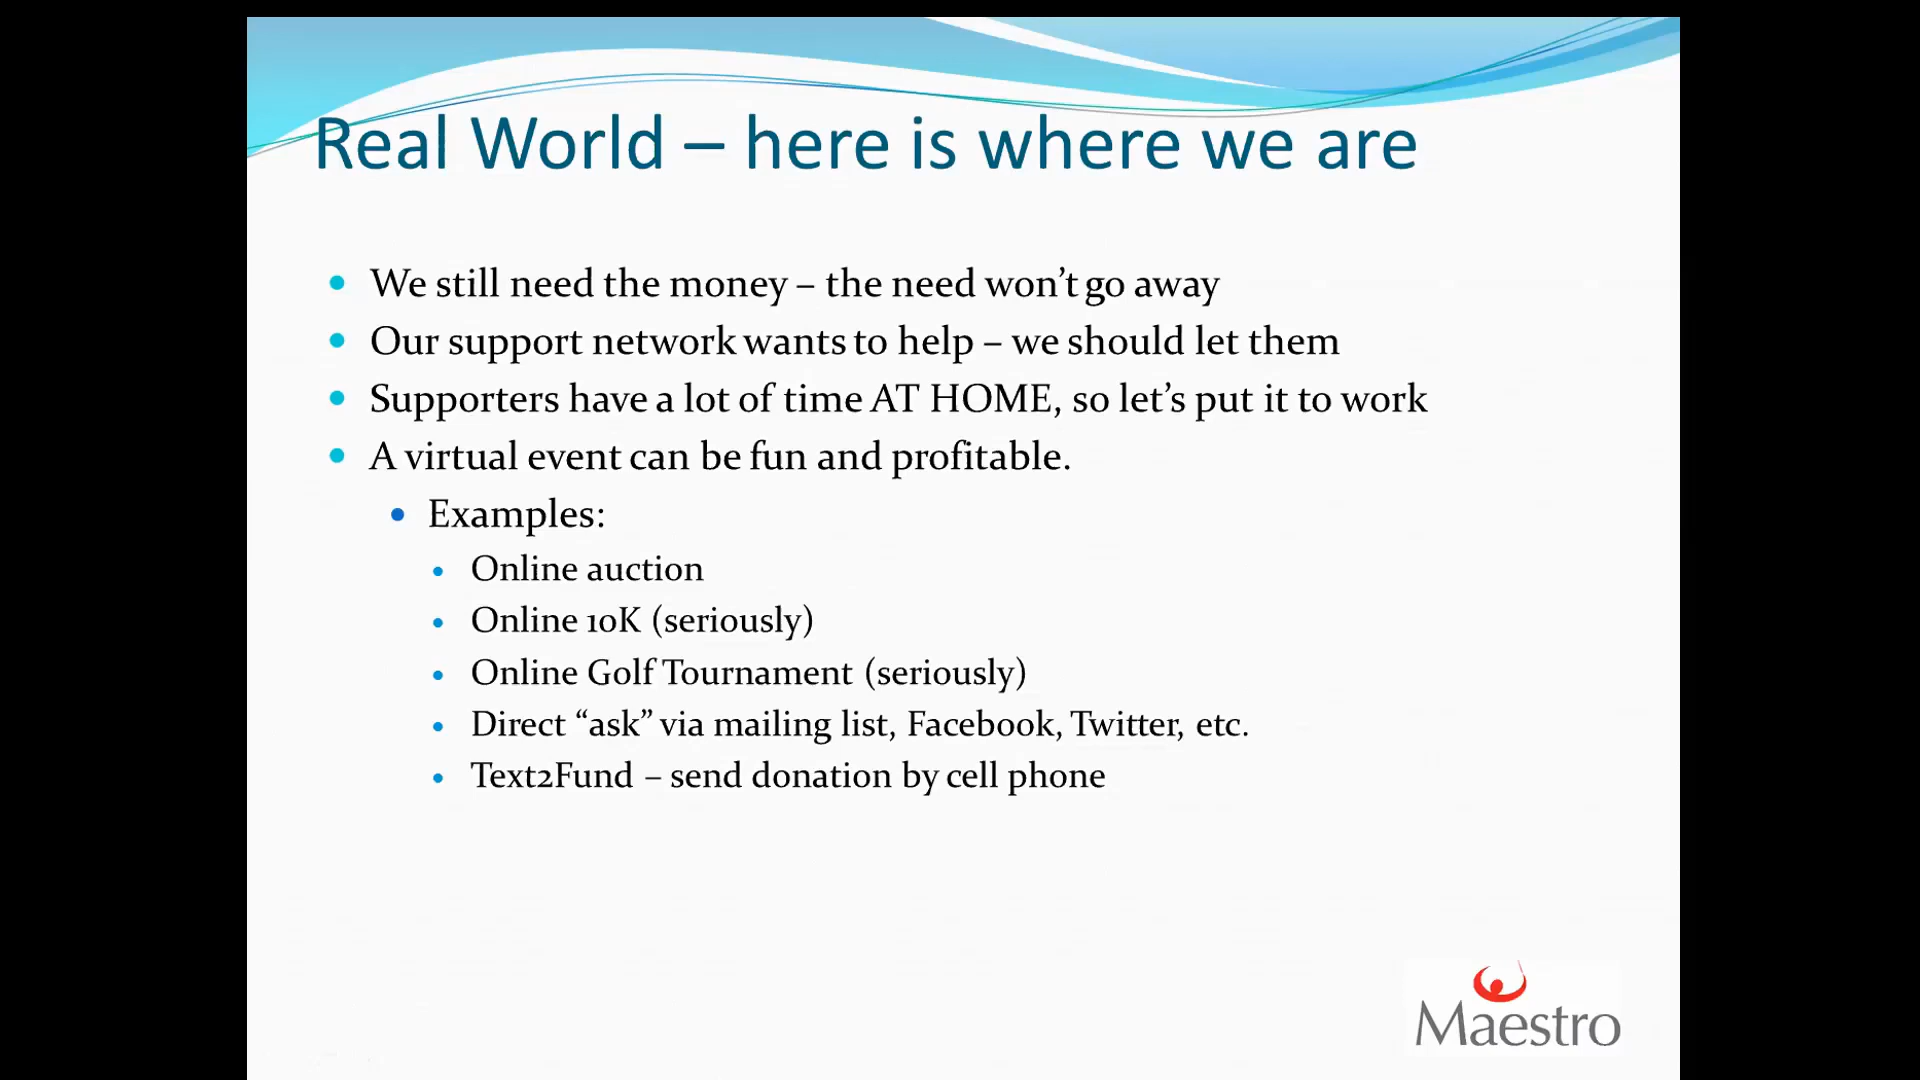 Real World – here is where we are
We still need the money – the need won’t go away
Our support network wants to help – we should let them
Supporters have a lot of time AT HOME, so let’s put it to work
A virtual event can be fun and profitable.
Examples:
Online auction
Online 10K (seriously)
Online Golf Tournament (seriously)
Direct “ask” via mailing list, Facebook, Twitter, etc.
Text2Fund – send donation by cell phone
Maestro